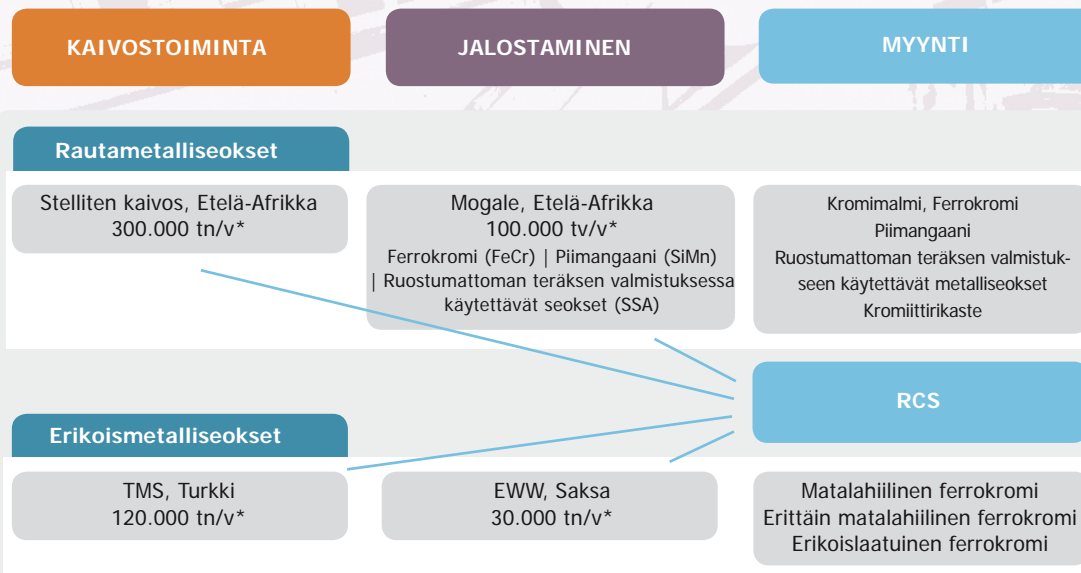 KAIVOSTOIMINTA
JALOSTAMINEN
MYYNTI
Rautametalliseokset
Stelliten kaivos, Etelä-Afrikka
300.000 tn/v*
Mogale, Etelä-Afrikka
100.000 tv/v*
Ferrokromi (FeCr) | Piimangaani (SiMn)
| Ruostumattoman teräksen valmistuksessa
käytettävät seokset (SSA)
Kromimalmi, Ferrokromi
Piimangaani
Ruostumattoman teräksen valmistuk-
seen käytettävät metalliseokset
Kromiittirikaste
RCS
Erikoismetalliseokset
TMS, Turkki
120.000 tn/v*
EWW, Saksa
30.000 tn/v*
Matalahiilinen ferrokromi
Erittäin matalahiilinen ferrokromi
Erikoislaatuinen ferrokromi